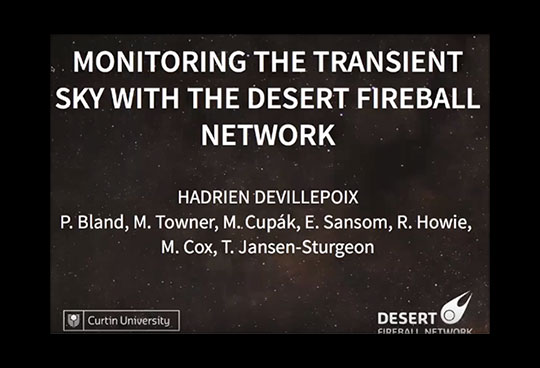 MONITORING THE TRANSIENT
SKY WITH THE DESERT FIREBALL
NETWORK
HADRIEN DEVILLEPOIX
P. Bland, M. Towner, M. Cupák, E. Sansom, R. Howie,
M. Cox, T. Jansen-Sturgeon
Curtin University
DESERT
FIREBALL NETWORK